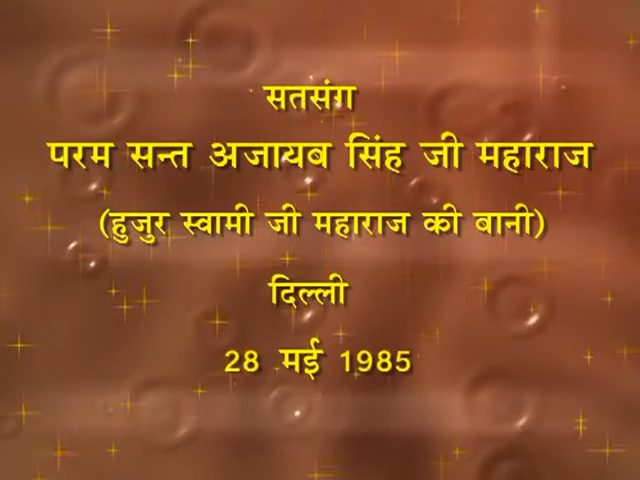 सतसंग
परम सन्त अजायब सिंह जी महाराज
(हुजुर स्वामी जी महाराज की बानी)
दिल्ली
28 मई 1985